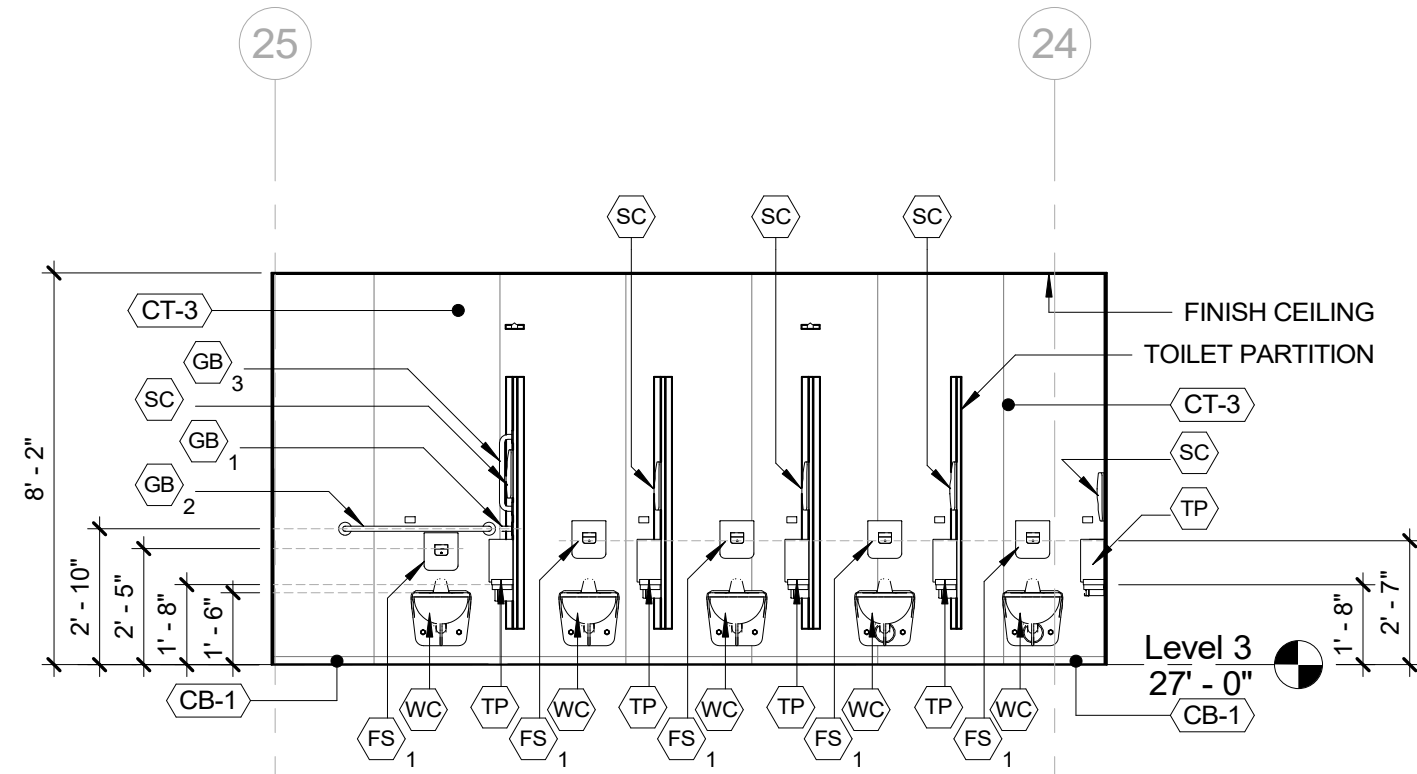 25
24
SC
SC
SC
CT-3
FINISH CEILING
GB
3
TOILET PARTITION
SC
CT-3
GB
1
SC
GB
2
TP
8' - 2"
2' - 10"
2' - 5"
1' - 8"
1' - 6"
1' - 8"
2' - 7"
Level 3
27' - 0"
CB-1
WC
TP
WC
TP
WC
TP
WC
TP
WC
CB-1
FS
1
FS
1
FS
1
FS
1
FS
1